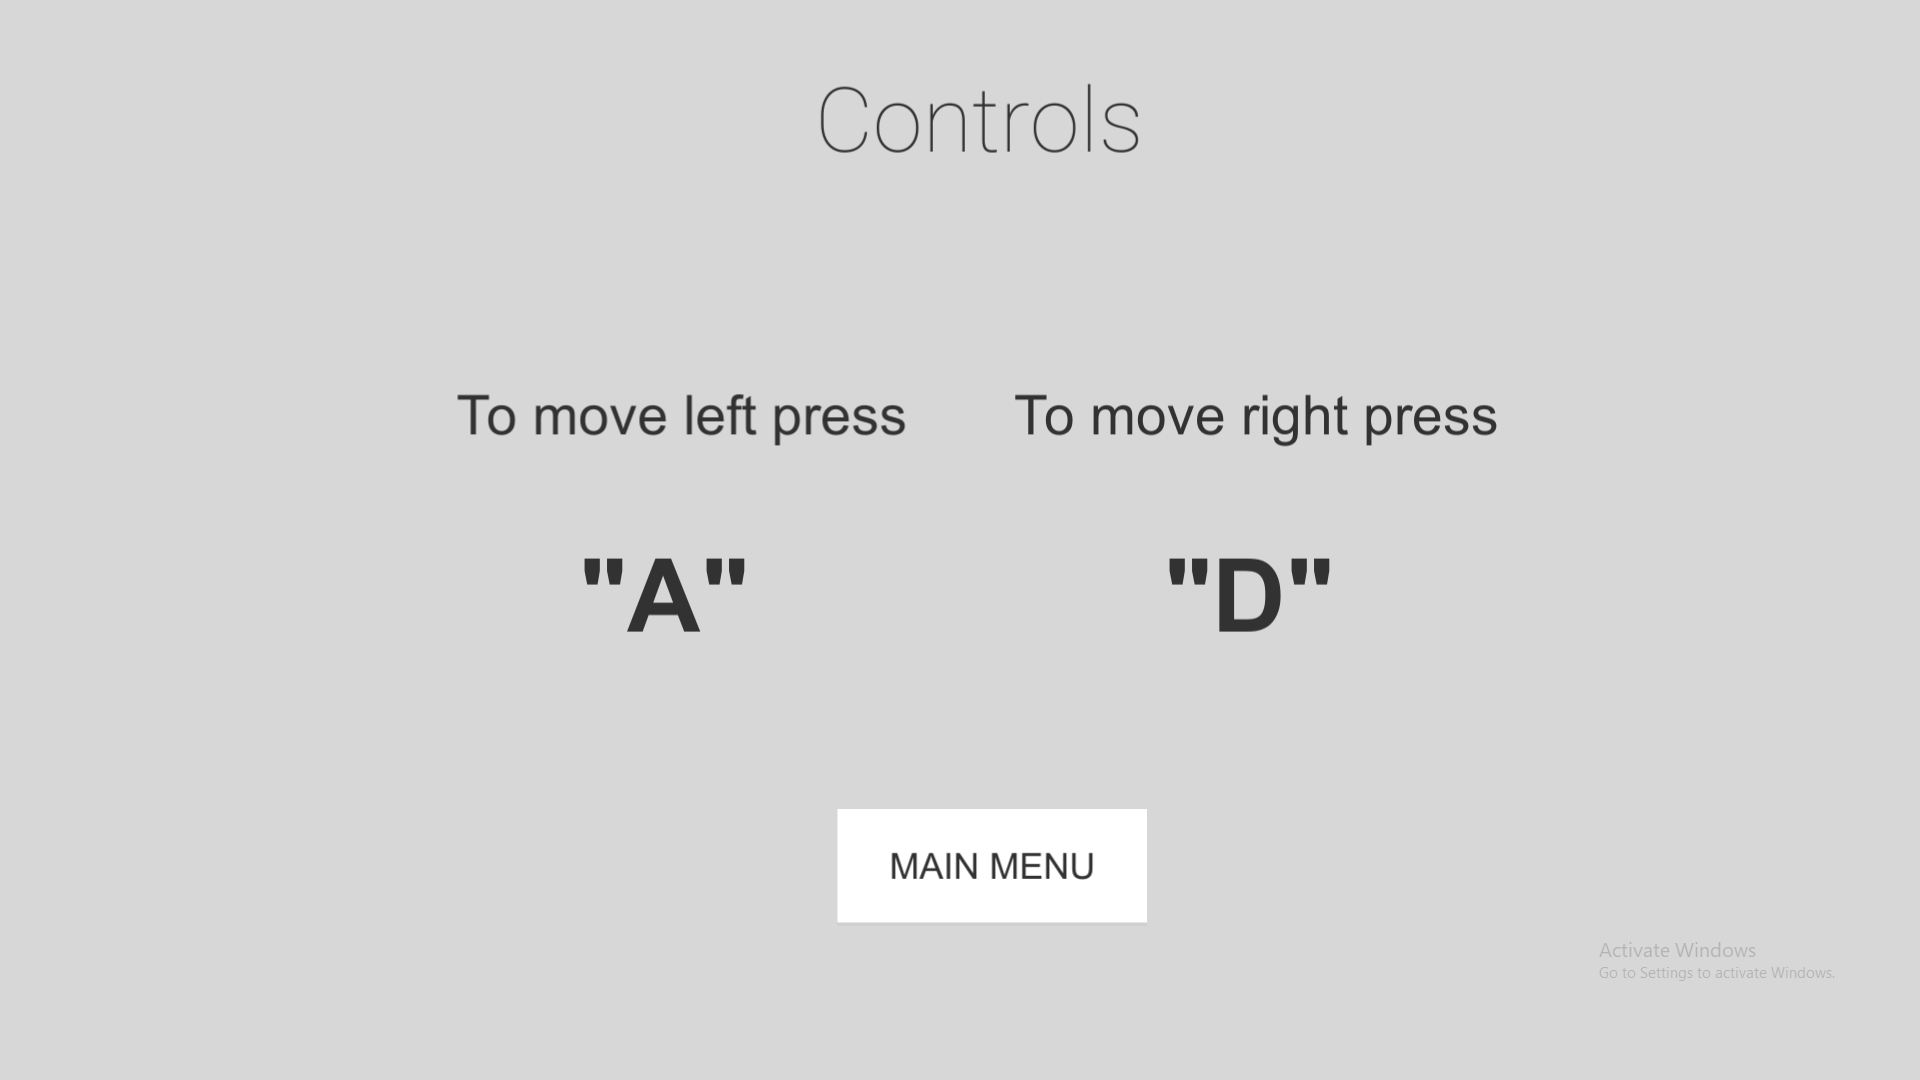 Controls
To move left press
To move right press
"A"
"D"
MAIN MENU
Activate Windows
Go to Settings to activate Windows.